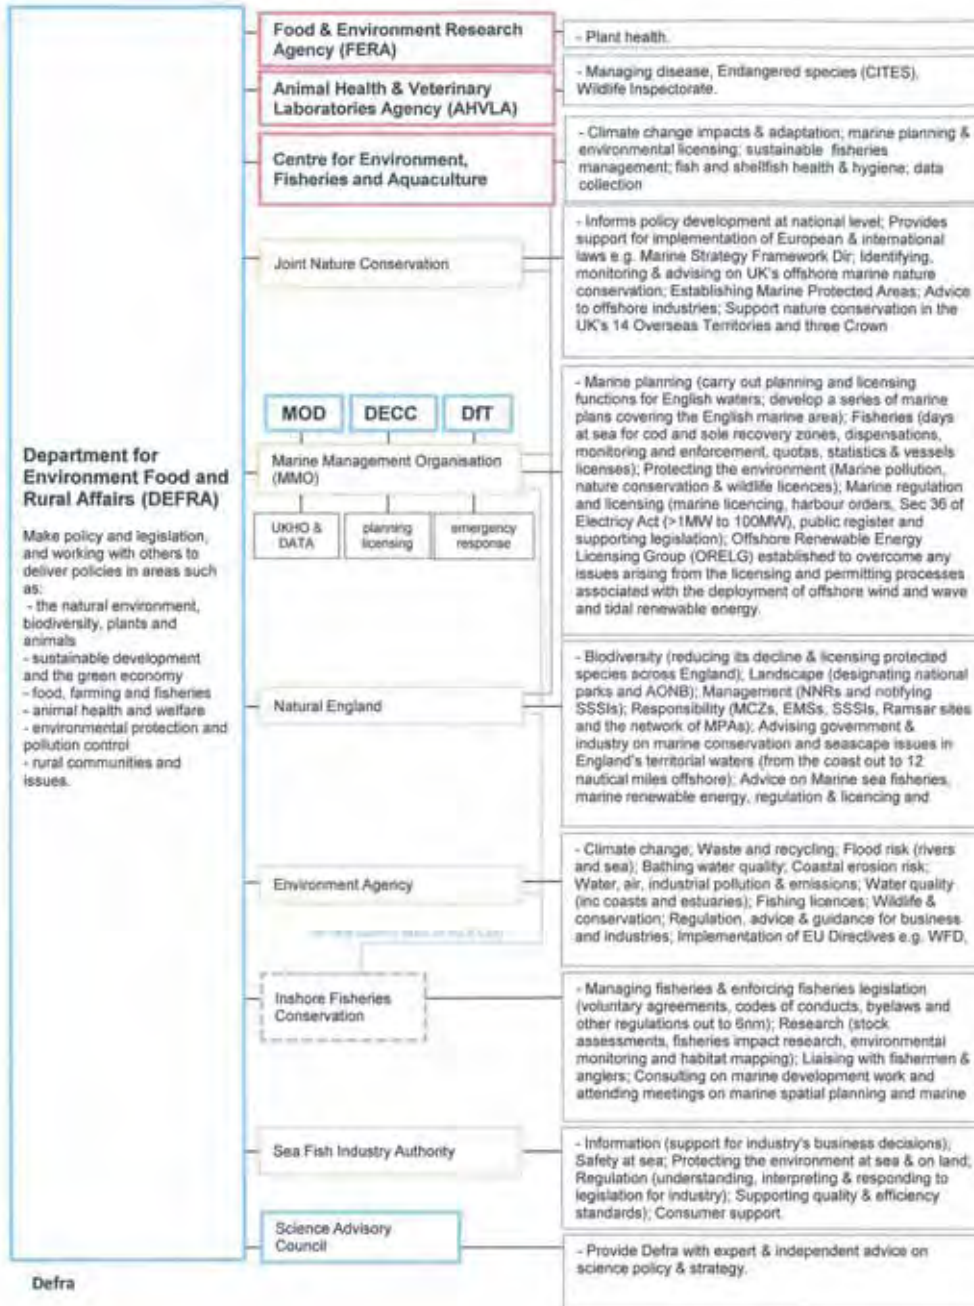 Department for
Environment Food and
Rural Affairs (DEFRA)
Make policy and legislation,
and working with others to
deliver policies in areas such
as:
- the natural environment,
biodiversity, plants and
animals
- sustainable development
and the green economy
- food, farming and fisheries
- animal health and welfare
- environmental protection and
pollution control
- rural communities and
issues.
Defra
Food & Environment Research
Agency (FERA)
- Plant health.
Animal Health & Veterinary
Laboratories Agency (AHVLA)
- Managing disease, Endangered species (CITES),
Wildlife Inspectorate.
Centre for Environment,
Fisheries and Aquaculture
- Climate change impacts & adaptation; marine planning &
environmental licensing; sustainable fisheries
management; fish and shellfish health & hygiene; data
collection
Joint Nature Conservation
- Informs policy development at national level; Provides
support for implementation of European & international
laws e.g. Marine Strategy Framework Dir; Identifying,
monitoring & advising on UK's offshore marine nature
conservation; Establishing Marine Protected Areas; Advice
to offshore industries; Support nature conservation in the
UK's 14 Overseas Territories and three Crown
MOD
DECC
DfT
Marine Management Organisation
(MMO)
UKHO &
DATA
planning
licensing
emergency
response
- Marine planning (carry out planning and licensing
functions for English waters; develop a series of marine
plans covering the English marine area); Fisheries (days
at sea for cod and sole recovery zones, dispensations,
monitoring and enforcement, quotas, statistics & vessels
licenses); Protecting the environment (Marine pollution,
nature conservation & wildlife licences); Marine regulation
and licensing (marine licencing, harbour orders, Sec 36 of
Electricy Act (>1MW to 100MW), public register and
supporting legislation); Offshore Renewable Energy
Licensing Group (ORELG) established to overcome any
issues arising from the licensing and permitting processes
associated with the deployment of offshore wind and wave
and tidal renewable energy.
Natural England
- Biodiversity (reducing its decline & licensing protected
species across England); Landscape (designating national
parks and AONB); Management (NNRs and notifying
SSSIs); Responsibility (MCZs, EMSs, SSSIs, Ramsar sites
and the network of MPAs); Advising government &
industry on marine conservation and seascape issues in
England's territorial waters (from the coast out to 12
nautical miles offshore); Advice on Marine sea fisheries,
marine renewable energy, regulation & licencing and
Environment Agency
- Climate change; Waste and recycling; Flood risk (rivers
and sea); Bathing water quality; Coastal erosion risk;
Water, air, industrial pollution & emissions; Water quality
(inc coasts and estuaries); Fishing licences; Wildlife &
conservation; Regulation, advice & guidance for business
and industries; Implementation of EU Directives e.g. WFD,
Inshore Fisheries
Conservation
- Managing fisheries & enforcing fisheries legislation
(voluntary agreements, codes of conducts, byelaws and
other regulations out to 6nm); Research (stock
assessments, fisheries impact research, environmental
monitoring and habitat mapping); Liaising with fishermen &
anglers; Consulting on marine development work and
attending meetings on marine spatial planning and marine
Sea Fish Industry Authority
- Information (support for industry's business decisions);
Safety at sea; Protecting the environment at sea & on land;
Regulation (understanding, interpreting & responding to
legislation for industry); Supporting quality & efficiency
standards); Consumer support
Science Advisory
Council
- Provide Defra with expert & independent advice on
science policy & strategy.